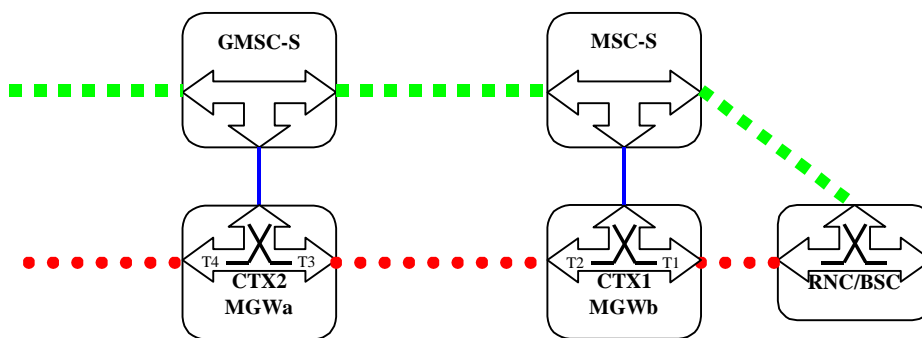 GMSC-S
MSC-S
T4
T3
CTX2
MGWa
T2
T1
CTX1
MGWb
RNC/BSC